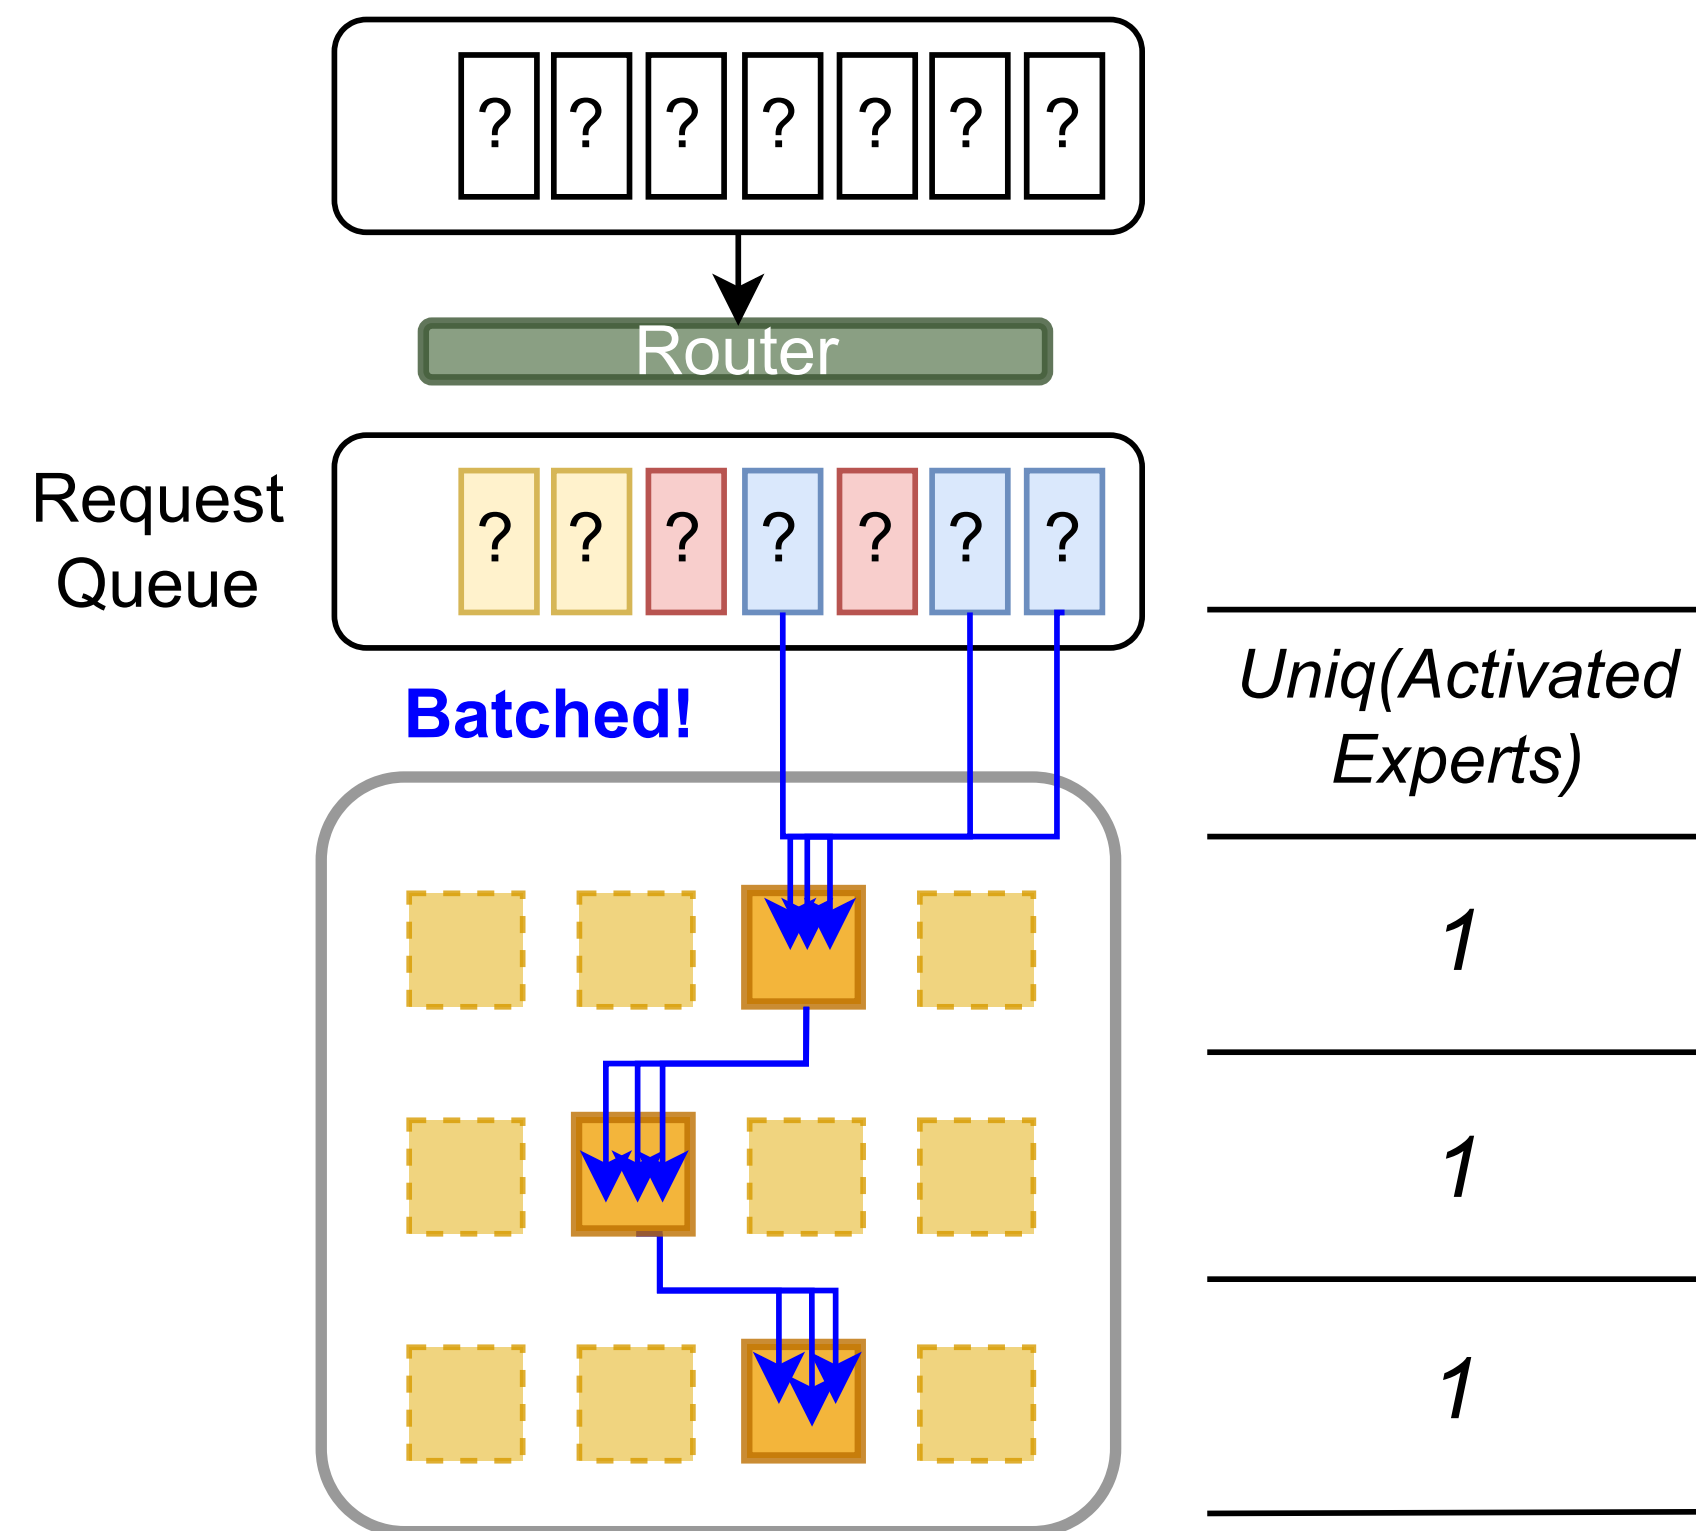 ? ? ? ? ? ? ?
Router
Request
Queue
? ? ? ? ? ? ?
Batched!
Uniq(Activated
Experts)
1
1
1